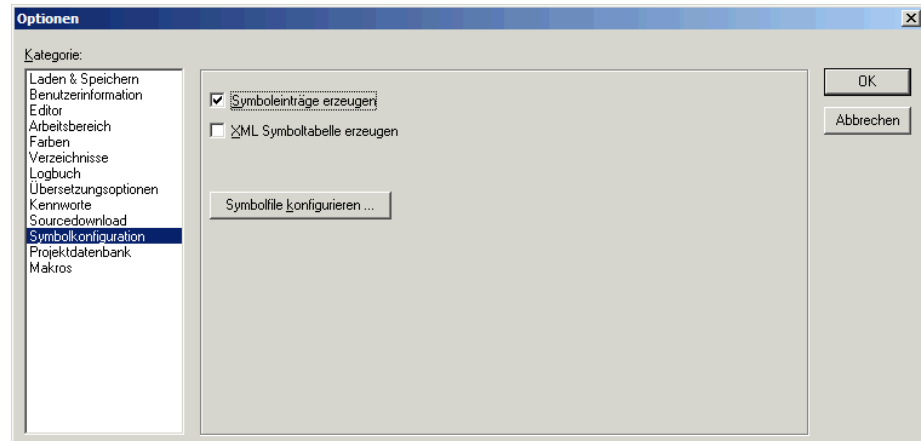 Optionen
Kategorie:
Laden & Speichern
Benutzerinformation
Editor
Arbeitsbereich
Farben
Verzeichnisse
Logbuch
Übersetzungsoptionen
Kennworte
Sourcedownload
Symbolkonfiguration
Projektdatenbank
Makros
Symboleinträge erzeugen
XML Symboltabelle erzeugen
Symbolfile konfigurieren ...
OK
Abbrechen